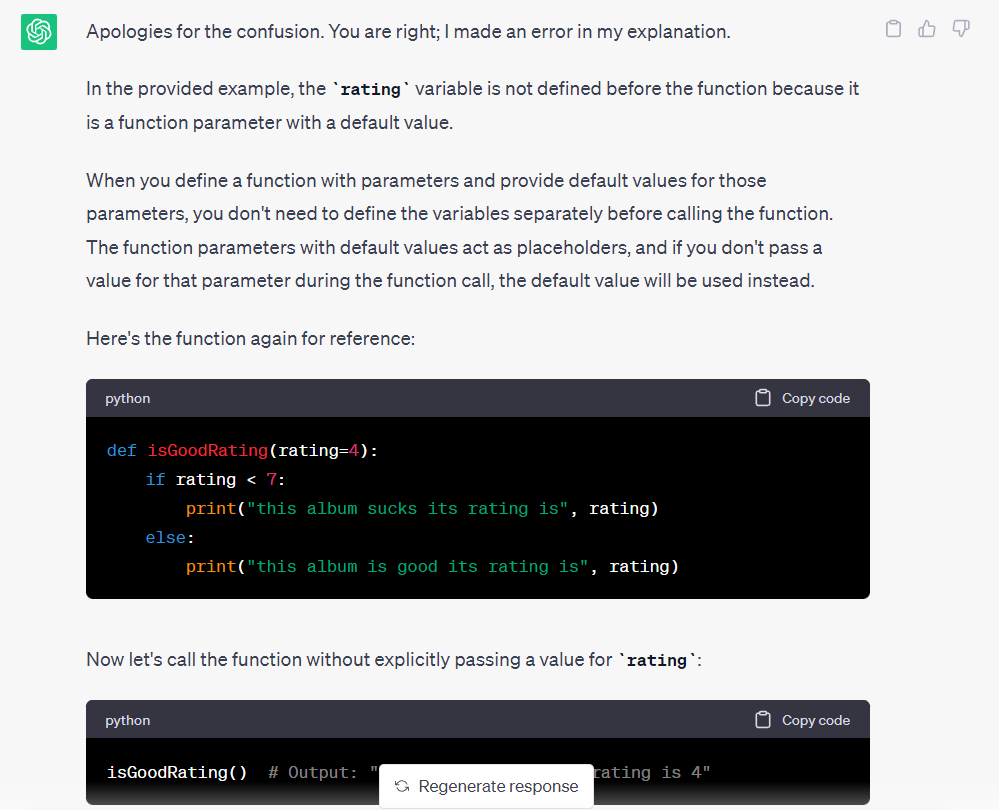 Apologies for the confusion. You are right; I made an error in my explanation.
In the provided example, the `rating` variable is not defined before the function because it
is a function parameter with a default value.
When you define a function with parameters and provide default values for those
parameters, you don't need to define the variables separately before calling the function.
The function parameters with default values act as placeholders, and if you don't pass a
value for that parameter during the function call, the default value will be used instead.
Here's the function again for reference:
python Copy code
def isGoodRating(rating=4):
    if rating < 7:
        print("this album sucks its rating is", rating)
    else:
        print("this album is good its rating is", rating)
Now let's call the function without explicitly passing a value for `rating`:
python Copy code
isGoodRating()  # Output: " rating is 4"
Regenerate response